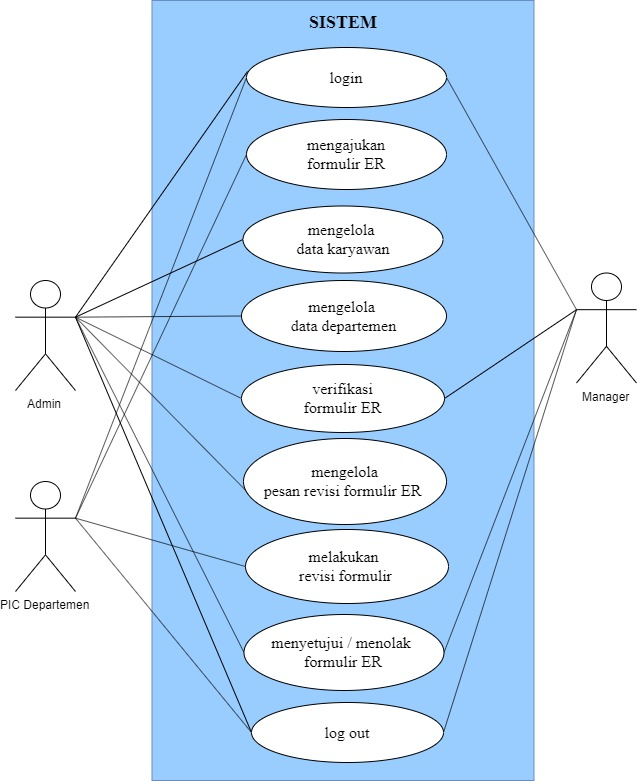 SISTEM
login
mengajukan
formulir ER
mengelola
data karyawan
mengelola
data departemen
verifikasi
formulir ER
mengelola
pesan revisi formulir ER
melakukan
revisi formulir
menyetujui / menolak
formulir ER
log out
Admin
PIC Departemen
Manager